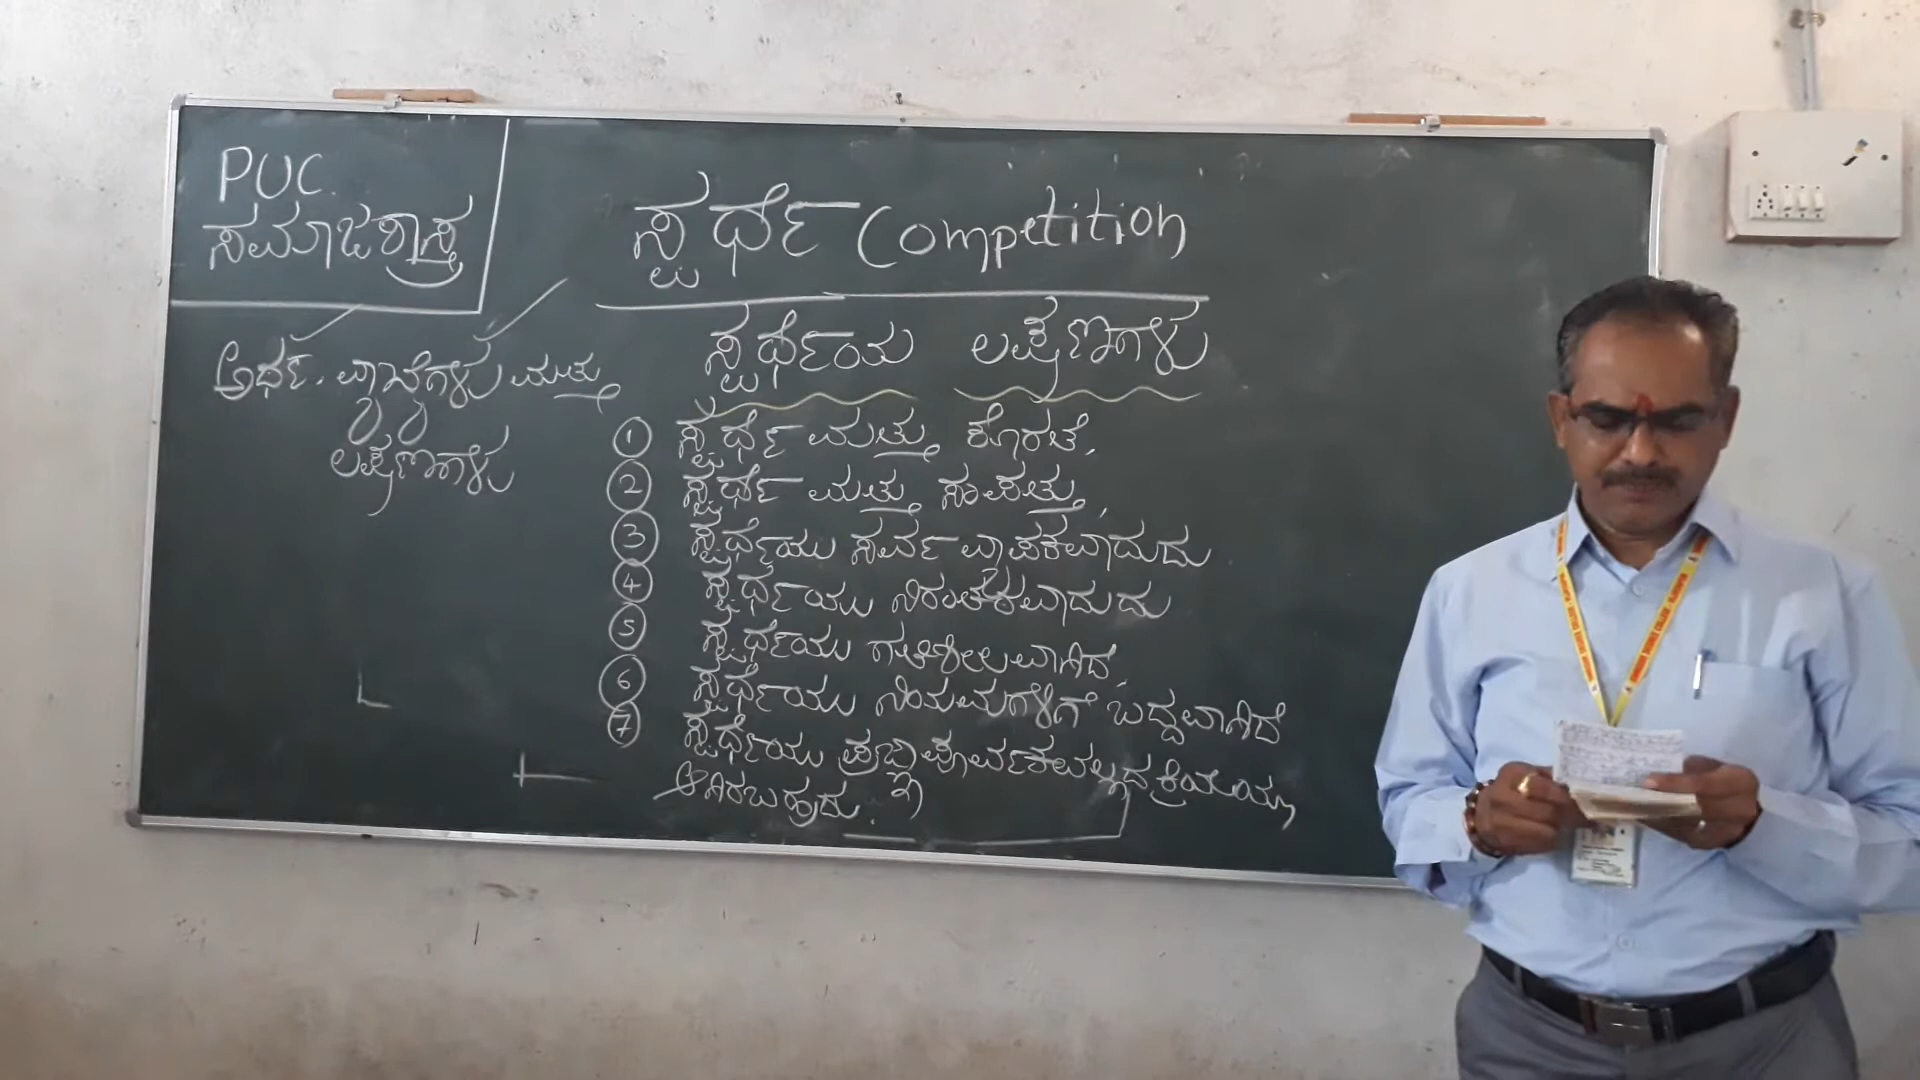 PUC.
ಸಮಾಜಶಾಸ್ತ್ರ
ಸ್ಪರ್ಧೆ Competition
ಅರ್ಥ. ವ್ಯಾಖ್ಯೆಗಳು ಮತ್ತು
ಲಕ್ಷಣಗಳು
ಸ್ಪರ್ಧೆಯ ಲಕ್ಷಣಗಳು
1 ಸ್ಪರ್ಧೆ ಮತ್ತು ಕೊರತೆ.
2 ಸ್ಪರ್ಧೆ ಮತ್ತು ಸಂಪತ್ತು
3 ಸ್ಪರ್ಧೆಯು ಸರ್ವವ್ಯಾಪಕವಾದುದು
4 ಸ್ಪರ್ಧೆಯು ನಿರಂತರವಾದುದು
5 ಸ್ಪರ್ಧೆಯು ಗತಿಶೀಲವಾಗಿದೆ.
6 ಸ್ಪರ್ಧೆಯು ನಿಯಮಗಳಿಗೆ ಬದ್ದವಾಗಿದೆ
7 ಸ್ಪರ್ಧೆಯು ಪ್ರಜ್ಞಾಪೂರ್ವಕವಲ್ಲದ ಕ್ರಿಯೆಯೂ
ಆಗಿರಬಹುದು.